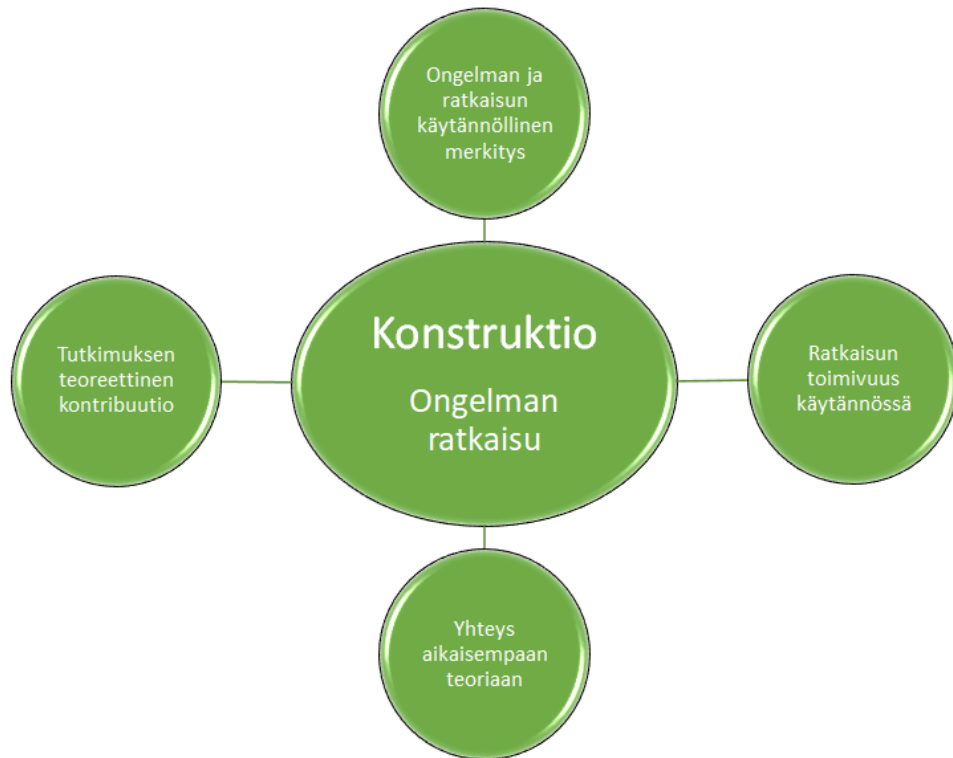 Ongelman ja
ratkaisun
käytännöllinen
merkitys
Konstruktio
Ongelman
ratkaisu
Tutkimuksen
teoreettinen
kontribuutio
Ratkaisun
toimivuus
käytännössä
Yhteys
aikaisempaan
teoriaan